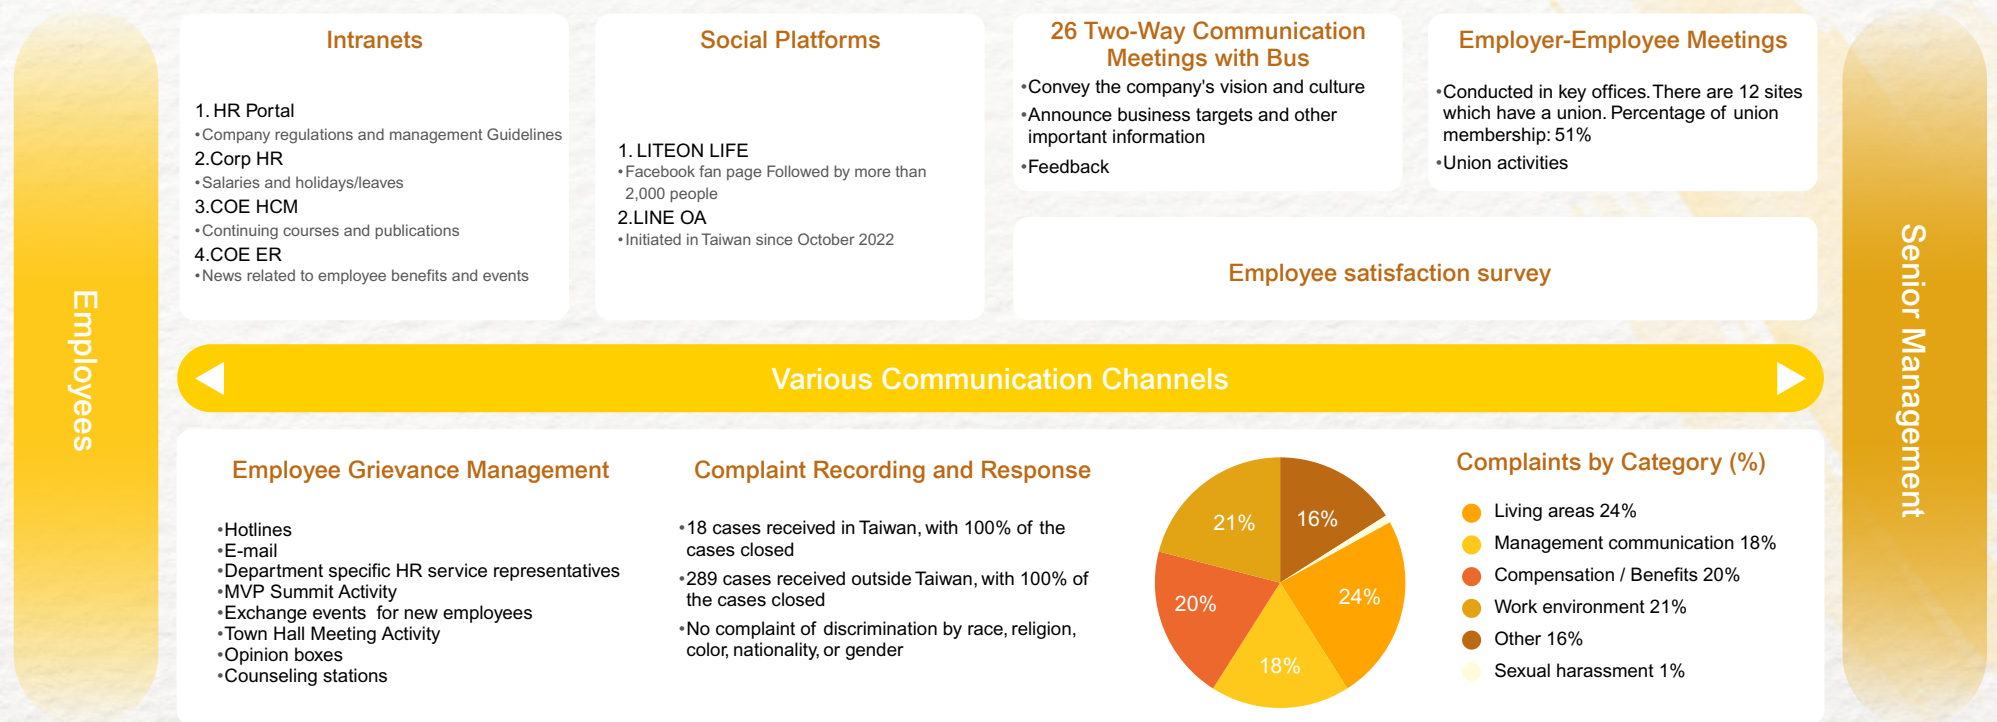 Employees
Intranets
1. HR Portal
•Company regulations and management Guidelines
2.Corp HR
•Salaries and holidays/leaves
3.COE HCM
•Continuing courses and publications
4.COE ER
•News related to employee benefits and events
Social Platforms
1. LITEON LIFE
•Facebook fan page Followed by more than
2,000 people
2.LINE OA
•Initiated in Taiwan since October 2022
26 Two-Way Communication
Meetings with Bus
•Convey the company's vision and culture
•Announce business targets and other
important information
•Feedback
Employer-Employee Meetings
•Conducted in key offices.There are 12 sites
which have a union. Percentage of union
membership: 51%
•Union activities
Employee satisfaction survey
Senior Management
Various Communication Channels
Employee Grievance Management
•Hotlines
•E-mail
•Department specific HR service representatives
•MVP Summit Activity
•Exchange events for new employees
•Town Hall Meeting Activity
•Opinion boxes
•Counseling stations
Complaint Recording and Response
•18 cases received in Taiwan, with 100% of the
cases closed
•289 cases received outside Taiwan, with 100% of
the cases closed
•No complaint of discrimination by race, religion,
color, nationality, or gender
21%
16%
20%
24%
18%
Complaints by Category (%)
Living areas 24%
Management communication 18%
Compensation / Benefits 20%
Work environment 21%
Other 16%
Sexual harassment 1%